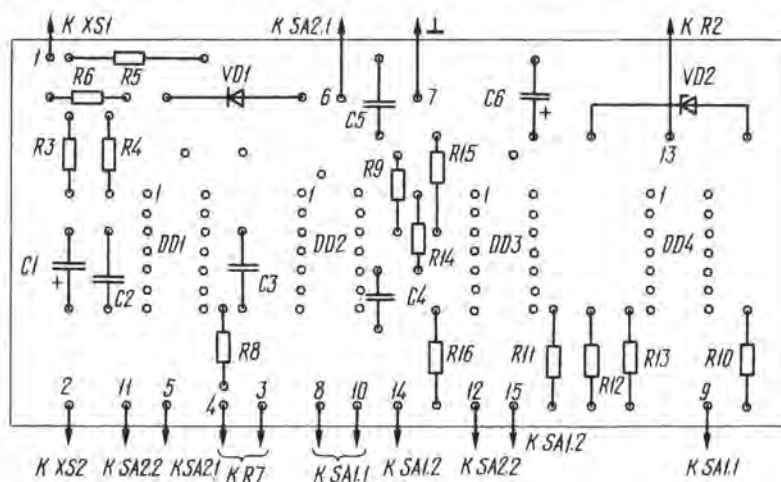 К XS1 К SA2.1 ⊥ К R2
1 R5 VD1 VD2
R6 6 7 C6
C5 13
R3 R4 R9 R15
1 1 1 1
C1 DD1 DD2 R14 DD3 DD4
+ C2 C3 C4
R8 R16 R11 R12 R13 R10
2 11 5 4 3 8 10 14 12 15 9
К SA1.2
К XS2 К SA2.2 К SA2.1 К R7 К SA1.1 К SA1.2 К SA2.2 К SA1.1